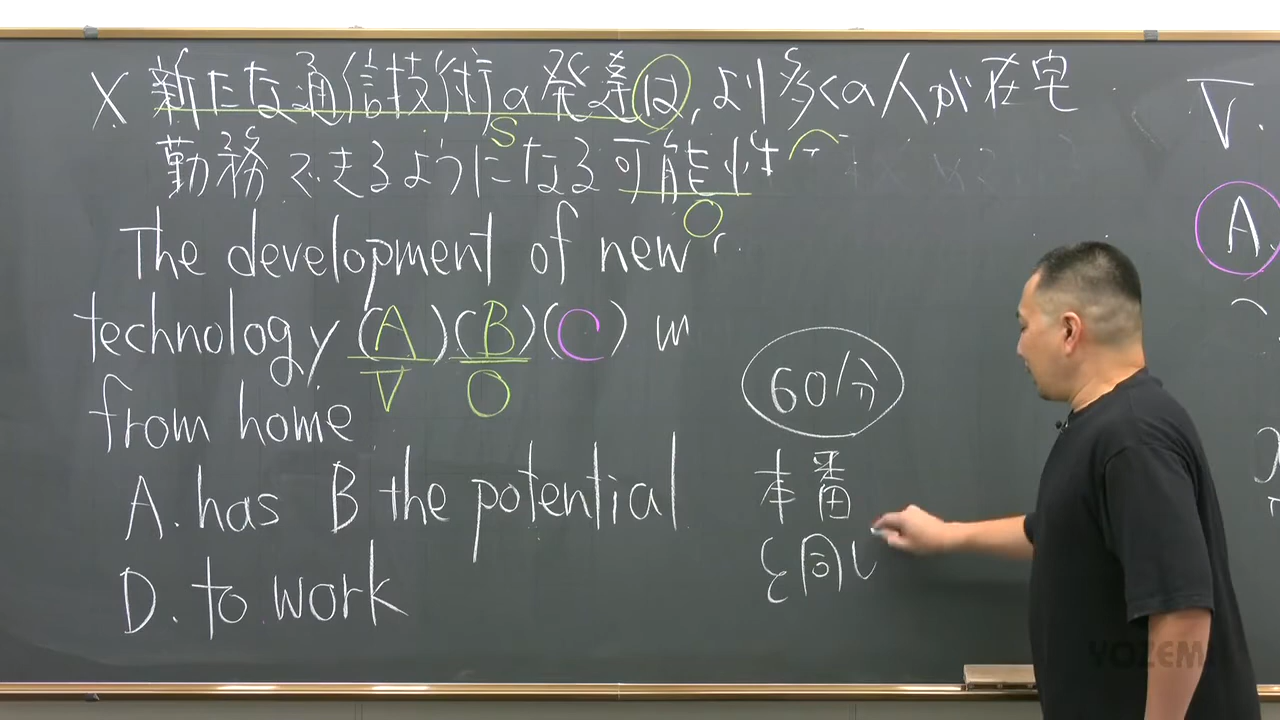 X 新たな通信技術の発達は,より多くの人が在宅
S
勤務できるようになる可能性
O
The development of new
technology (A)(B)(C)
V O
from home
A. has B the potential
D. to work
60分
本番
と同じ
V.
A.
YOZEMI